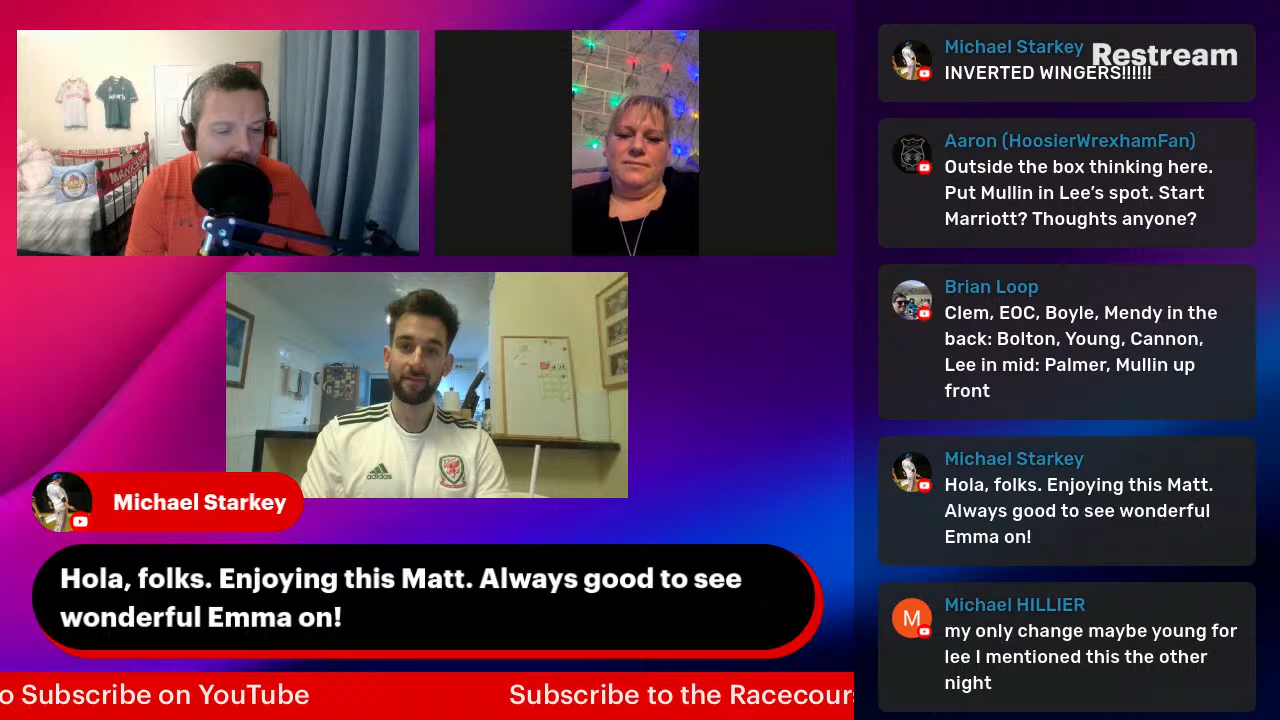 Michael Starkey
Hola, folks. Enjoying this Matt. Always good to see
wonderful Emma on!
o Subscribe on YouTube
Subscribe to the Racecour
adidas
Restream
Michael Starkey
INVERTED WINGERS!!!!!!
Aaron (HoosierWrexhamFan)
Outside the box thinking here.
Put Mullin in Lee’s spot. Start
Marriott? Thoughts anyone?
Brian Loop
Clem, EOC, Boyle, Mendy in the
back: Bolton, Young, Cannon,
Lee in mid: Palmer, Mullin up
front
Michael Starkey
Hola, folks. Enjoying this Matt.
Always good to see wonderful
Emma on!
M
Michael HILLIER
my only change maybe young for
lee I mentioned this the other
night